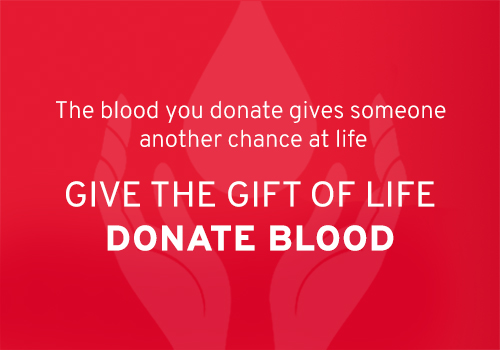 The blood you donate gives someone
another chance at life
GIVE THE GIFT OF LIFE
DONATE BLOOD